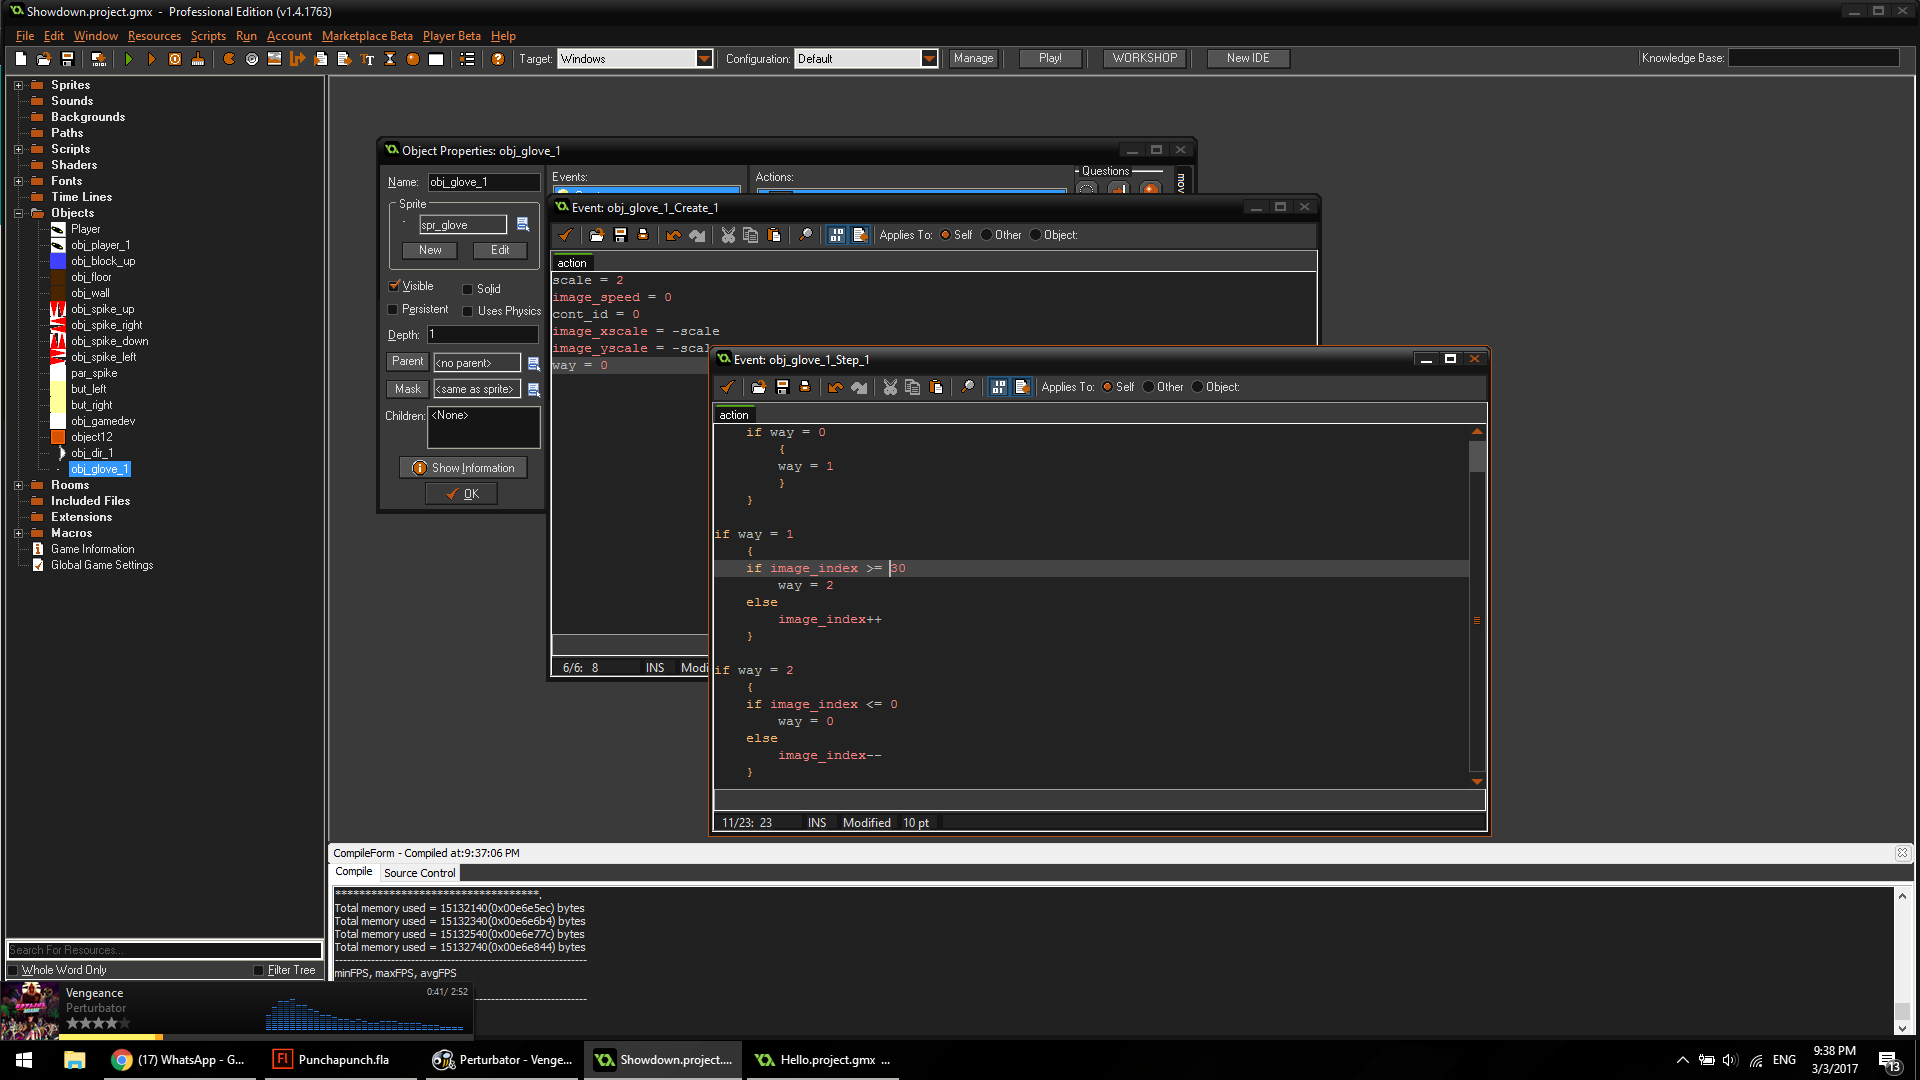 Showdown.project.gmx - Professional Edition (v1.4.1763)
File Edit Window Resources Scripts Run Account Marketplace Beta Player Beta Help
Target: Windows Configuration: Default Manage Play! WORKSHOP New IDE Knowledge Base:
Sprites
Sounds
Backgrounds
Paths
Scripts
Shaders
Fonts
Time Lines
Objects
Player
obj_player_1
obj_block_up
obj_floor
obj_wall
obj_spike_up
obj_spike_right
obj_spike_down
obj_spike_left
par_spike
but_left
but_right
obj_gamedev
object12
obj_dir_1
obj_glove_1
Rooms
Included Files
Extensions
Macros
Game Information
Global Game Settings
Search For Resources...
Whole Word Only Filter Tree
Object Properties: obj_glove_1
Name: obj_glove_1
Sprite
spr_glove
New Edit
Visible Solid
Persistent Uses Physics
Depth: 1
Parent <no parent>
Mask <same as sprite>
Children: <None>
Show Information
OK
Events: Actions: Questions
Event: obj_glove_1_Create_1
Applies To: Self Other Object:
action
scale = 2
image_speed = 0
cont_id = 0
image_xscale = -scale
image_yscale = -scal
way = 0
6/6: 8 INS Modi
Event: obj_glove_1_Step_1
Applies To: Self Other Object:
action
if way = 0
{
way = 1
}
}
if way = 1
{
if image_index >= 30
way = 2
else
image_index++
}
if way = 2
{
if image_index <= 0
way = 0
else
image_index--
}
11/23: 23 INS Modified 10 pt
CompileForm - Compiled at:9:37:06 PM
Compile Source Control
Total memory used = 15132140(0x00e6e5ec) bytes
Total memory used = 15132340(0x00e6e6b4) bytes
Total memory used = 15132540(0x00e6e77c) bytes
Total memory used = 15132740(0x00e6e844) bytes
minFPS, maxFPS, avgFPS
Vengeance 0:41/ 2:52
Perturbator
(17) WhatsApp - G... Punchapunch.fla Perturbator - Venge... Showdown.project.... Hello.project.gmx ...
ENG 9:38 PM
3/3/2017
13